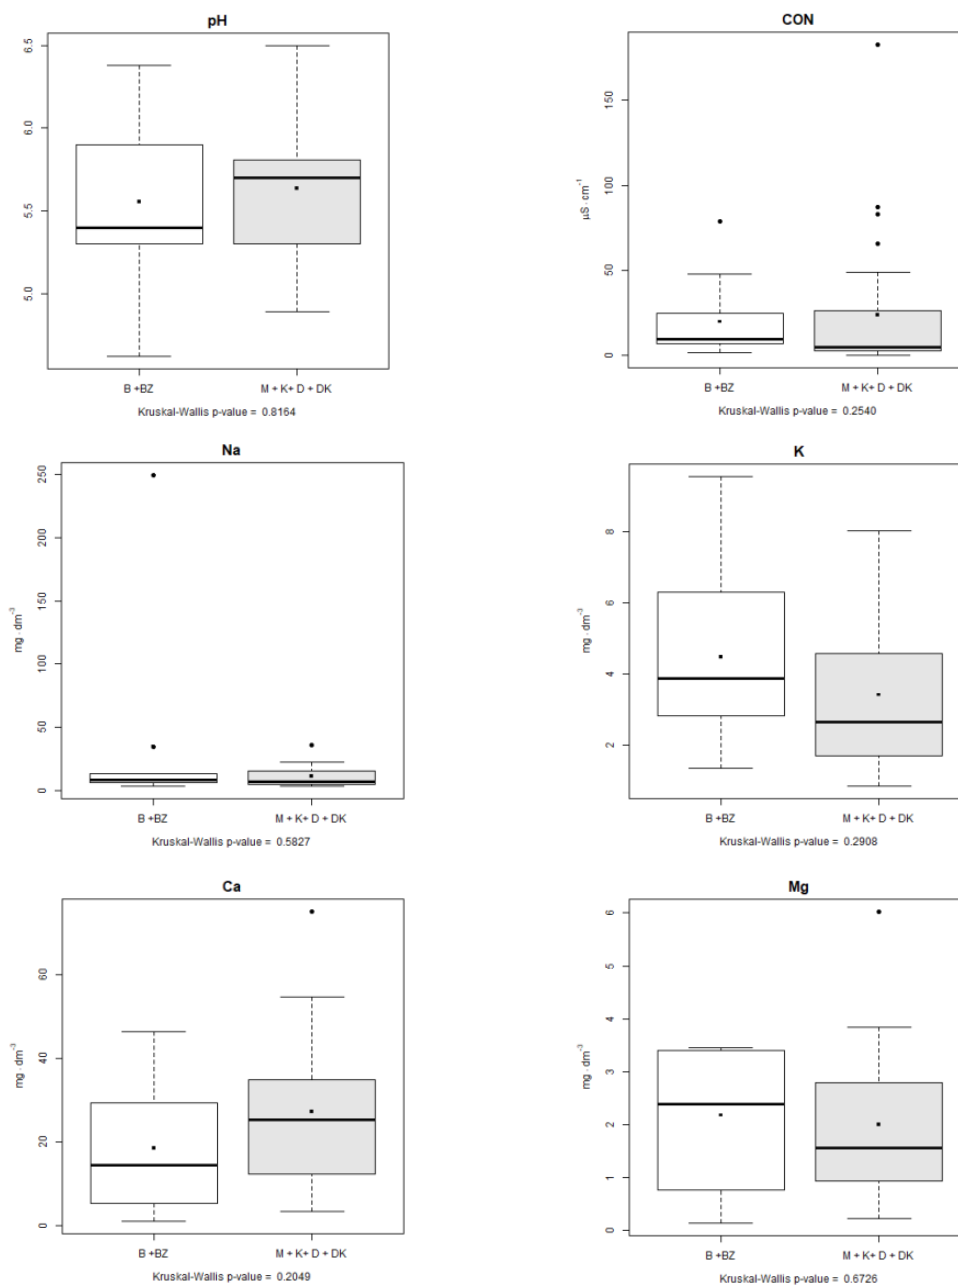 pH
6.5
6.0
5.5
5.0
B +BZ
M + K+ D + DK
Kruskal-Wallis p-value = 0.8164
CON
μS · cm⁻¹
150
100
50
0
B +BZ
M + K+ D + DK
Kruskal-Wallis p-value = 0.2540
Na
mg · dm⁻³
250
200
150
100
50
0
B +BZ
M + K+ D + DK
Kruskal-Wallis p-value = 0.5827
K
mg · dm⁻³
8
6
4
2
B +BZ
M + K+ D + DK
Kruskal-Wallis p-value = 0.2908
Ca
mg · dm⁻³
60
40
20
0
B +BZ
M + K+ D + DK
Kruskal-Wallis p-value = 0.2049
Mg
mg · dm⁻³
6
5
4
3
2
1
0
B +BZ
M + K+ D + DK
Kruskal-Wallis p-value = 0.6726